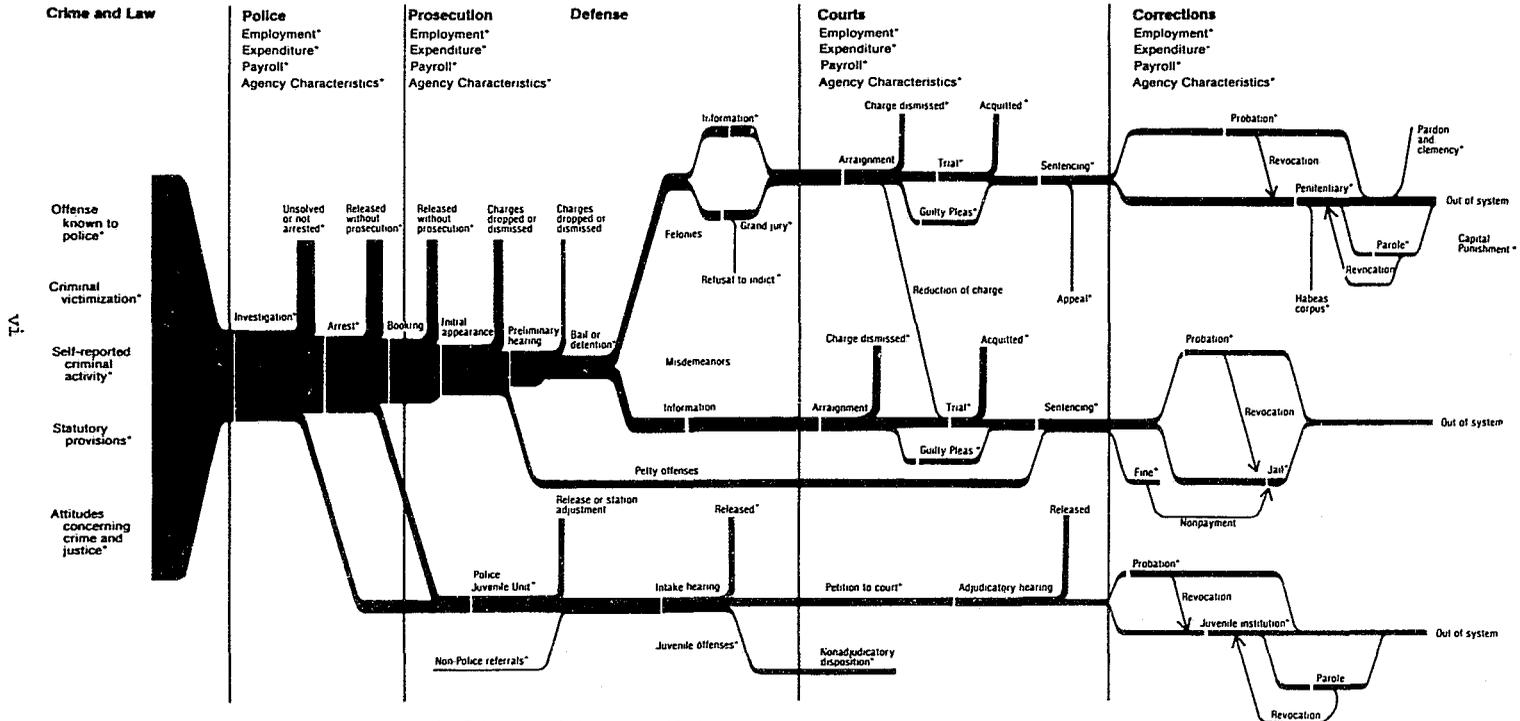 Crime and Law
Police
Employment*
Expenditure*
Payroll*
Agency Characteristics*
Prosecution
Employment*
Expenditure*
Payroll*
Agency Characteristics*
Defense
Courts
Employment*
Expenditure*
Payroll*
Agency Characteristics*
Corrections
Employment*
Expenditure*
Payroll*
Agency Characteristics*
Offense
known to
police*
Criminal
victimization*
Self-reported
criminal
activity*
Statutory
provisions*
Attitudes
concerning
crime and
justice*
vi
Investigation*
Unsolved
or not
arrested*
Arrest*
Released
without
prosecution*
Booking
Released
without
prosecution*
Initial
appearance
Charges
dropped or
dismissed
Preliminary
hearing
Charges
dropped or
dismissed
Bail or
detention*
Felonies
Information*
Grand jury*
Refusal to indict*
Arraignment
Charge dismissed*
Trial*
Acquitted*
Guilty Pleas*
Sentencing*
Appeal*
Reduction of charge
Probation*
Revocation
Penitentiary*
Pardon
and
clemency*
Out of system
Capital
Punishment*
Parole*
Revocation
Habeas
corpus*
Misdemeanors
Information
Arraignment
Charge dismissed*
Trial*
Acquitted*
Guilty Pleas*
Sentencing*
Probation*
Revocation
Jail*
Fine*
Nonpayment
Out of system
Petty offenses
Release or station
adjustment
Police
Juvenile Unit*
Non-Police referrals*
Intake hearing
Released*
Juvenile offenses*
Nonadjudicatory
disposition*
Petition to court*
Adjudicatory hearing
Released
Probation*
Revocation
Juvenile institution*
Out of system
Parole
Revocation